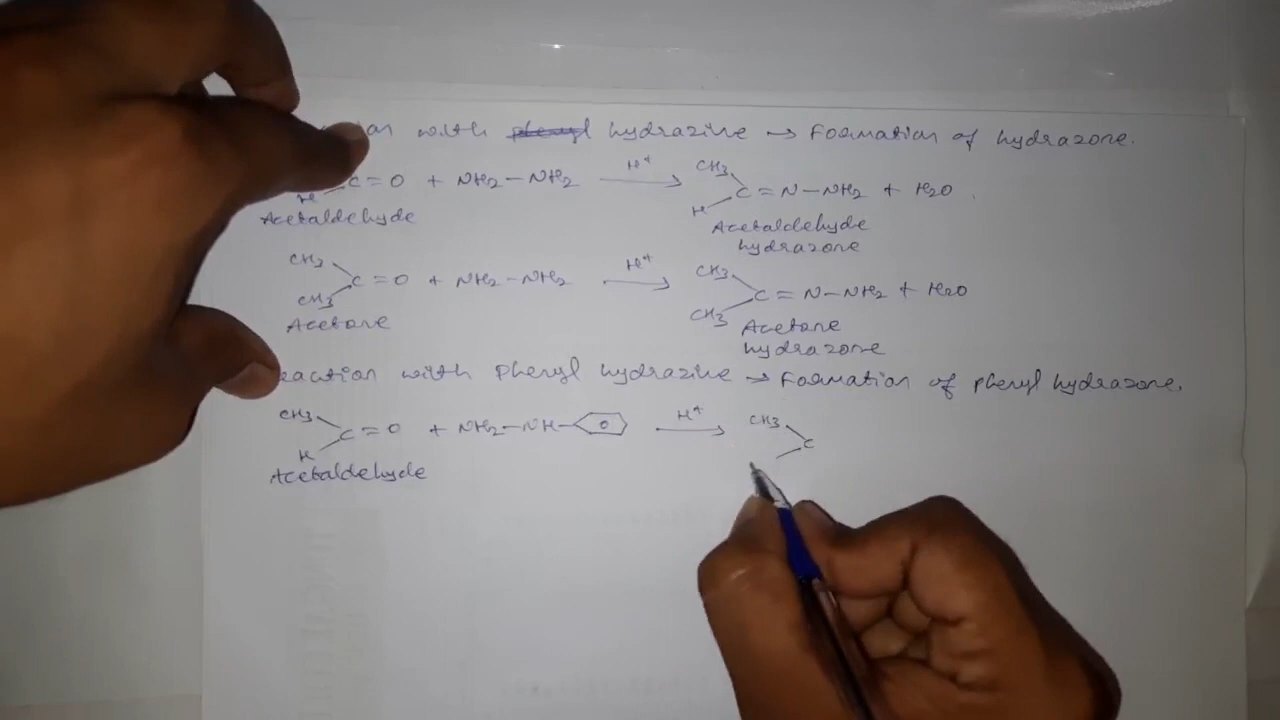 with phenyl hydrazine → Formation of hydrazone.
H C=O + NH2-NH2 H+ → CH3 H C=N-NH2 + H2O
Acetaldehyde Acetaldehyde
hydrazone
CH3 CH3 C=O + NH2-NH2 H+ → CH3 CH3 C=N-NH2 + H2O
Acetone Acetone
hydrazone
eaction with phenyl hydrazine → Formation of phenyl hydrazone.
CH3 H C=O + NH2-NH- H+ → CH3 C
Acetaldehyde